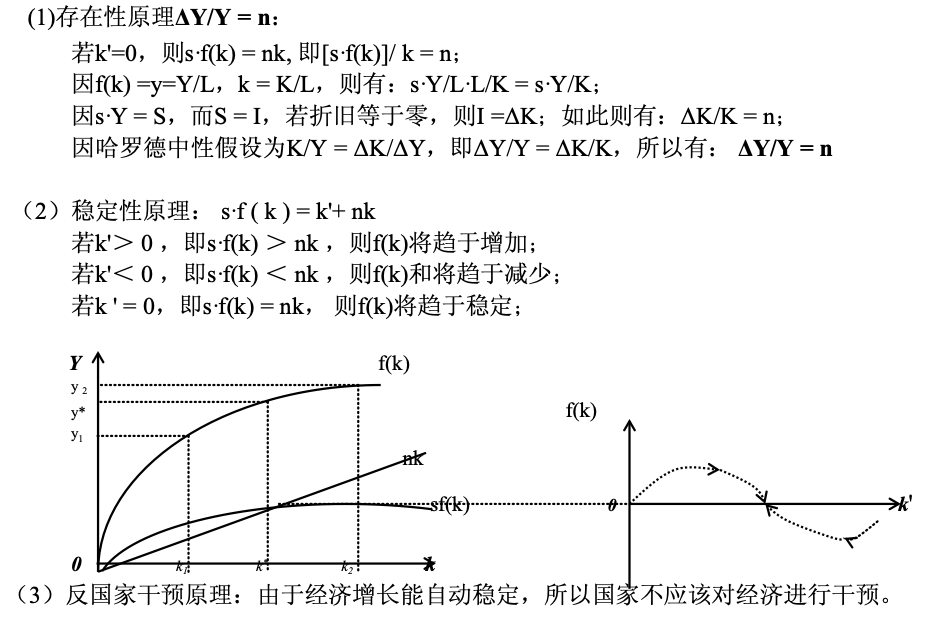 (1)存在性原理ΔY/Y = n：
若k'=0，则s·f(k) = nk, 即[s·f(k)]/ k = n；
因f(k) =y=Y/L，k = K/L，则有：s·Y/L·L/K = s·Y/K；
因s·Y = S，而S = I，若折旧等于零，则I =ΔK；如此则有：ΔK/K = n；
因哈罗德中性假设为K/Y = ΔK/ΔY，即ΔY/Y = ΔK/K，所以有： ΔY/Y = n
（2）稳定性原理： s·f ( k ) = k'+ nk
若k'＞ 0 ，即s·f(k) ＞ nk ，则f(k)将趋于增加；
若k'＜ 0 ，即s·f(k) ＜ nk ，则f(k)和将趋于减少；
若k ' = 0，即s·f(k) = nk， 则f(k)将趋于稳定；
Y
f(k)
y 2
y*
y1
nk
sf(k)
0
k1
k*
k2
k
f(k)
0
k'
（3）反国家干预原理：由于经济增长能自动稳定，所以国家不应该对经济进行干预。